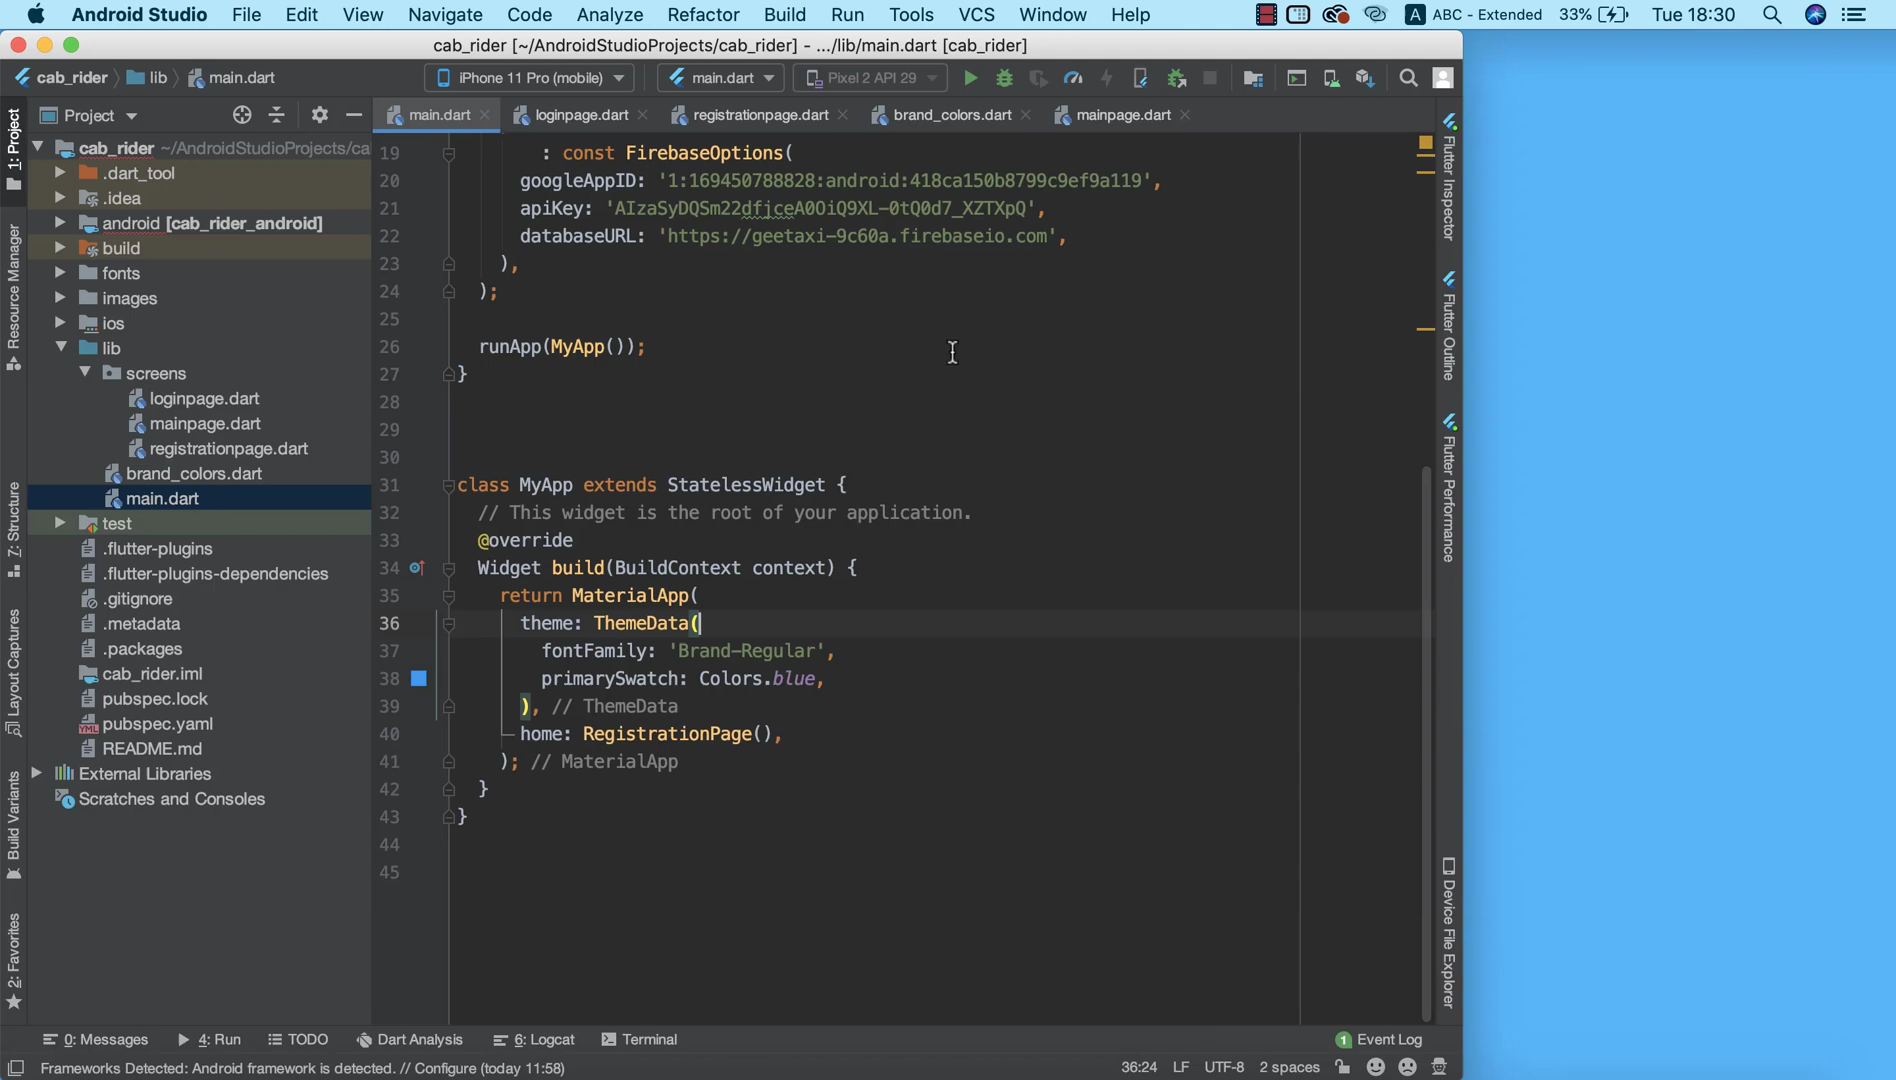 Android Studio File Edit View Navigate Code Analyze Refactor Build Run Tools VCS Window Help A ABC - Extended 33% Tue 18:30
cab_rider [~/AndroidStudioProjects/cab_rider] - .../lib/main.dart [cab_rider]
cab_rider lib main.dart iPhone 11 Pro (mobile) main.dart Pixel 2 API 29
Project main.dart loginpage.dart registrationpage.dart brand_colors.dart mainpage.dart
1: Project
Resource Manager
7: Structure
Layout Captures
Build Variants
2: Favorites
cab_rider ~/AndroidStudioProjects/ca
.dart_tool
.idea
android [cab_rider_android]
build
fonts
images
ios
lib
screens
loginpage.dart
mainpage.dart
registrationpage.dart
brand_colors.dart
main.dart
test
.flutter-plugins
.flutter-plugins-dependencies
.gitignore
.metadata
.packages
cab_rider.iml
pubspec.lock
YML pubspec.yaml
README.md
External Libraries
Scratches and Consoles
19 : const FirebaseOptions(
20 googleAppID: '1:169450788828:android:418ca150b8799c9ef9a119',
21 apiKey: 'AIzaSyDQSm22dfjceA0OiQ9XL-0tQ0d7_XZTXpQ',
22 databaseURL: 'https://geetaxi-9c60a.firebaseio.com',
23 ),
24 );
25
26 runApp(MyApp());
27 }
28
29
30
31 class MyApp extends StatelessWidget {
32 // This widget is the root of your application.
33 @override
34 Widget build(BuildContext context) {
35 return MaterialApp(
36 theme: ThemeData(
37 fontFamily: 'Brand-Regular',
38 primarySwatch: Colors.blue,
39 ), // ThemeData
40 home: RegistrationPage(),
41 ); // MaterialApp
42 }
43 }
44
45
Flutter Inspector
Flutter Outline
Flutter Performance
Device File Explorer
0: Messages 4: Run TODO Dart Analysis 6: Logcat Terminal 1 Event Log
Frameworks Detected: Android framework is detected. // Configure (today 11:58) 36:24 LF UTF-8 2 spaces